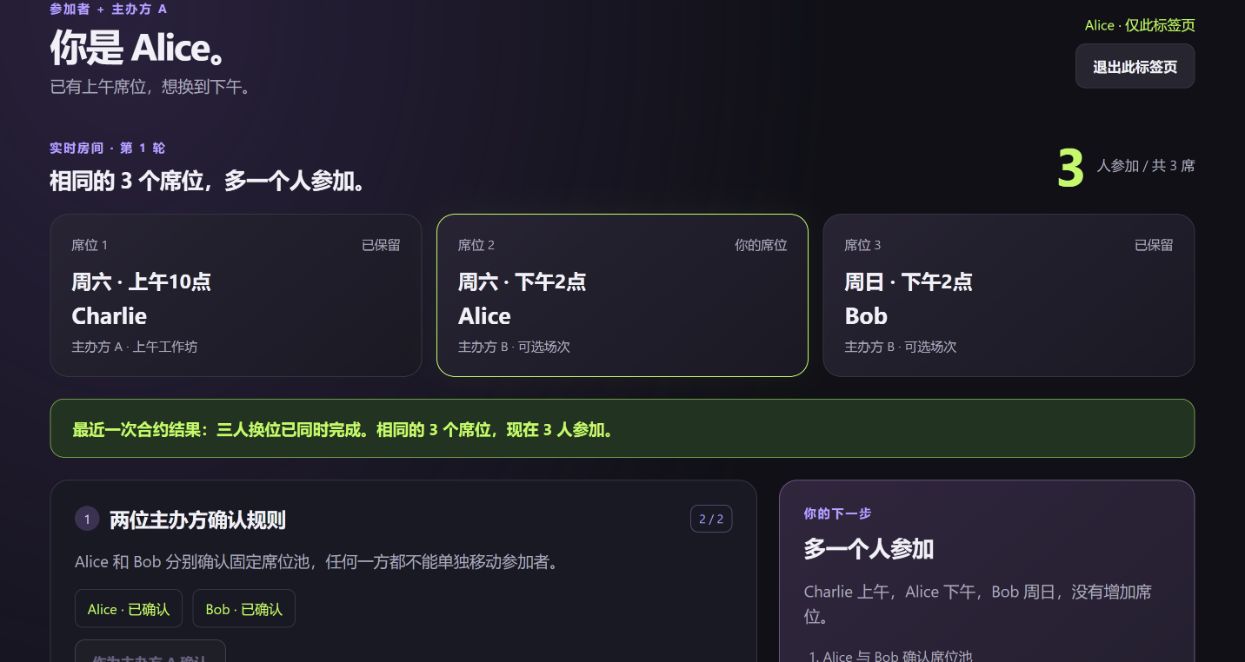 参加者 + 主办方 A
你是 Alice。
已有上午席位，想换到下午。
Alice · 仅此标签页
退出此标签页
实时房间 · 第 1 轮
相同的 3 个席位，多一个人参加。
3 人参加 / 共 3 席
席位 1 已保留
周六 · 上午10点
Charlie
主办方 A · 上午工作坊
席位 2 你的席位
周六 · 下午2点
Alice
主办方 B · 可选场次
席位 3 已保留
周日 · 下午2点
Bob
主办方 B · 可选场次
最近一次合约结果：三人换位已同时完成。相同的 3 个席位，现在 3 人参加。
1 两位主办方确认规则 2 / 2
Alice 和 Bob 分别确认固定席位池，任何一方都不能单独移动参加者。
Alice · 已确认 Bob · 已确认
作为主办方 A 确认
你的下一步
多一个人参加
Charlie 上午，Alice 下午，Bob 周日，没有增加席
位。
1. Alice 与 Bob 确认席位池